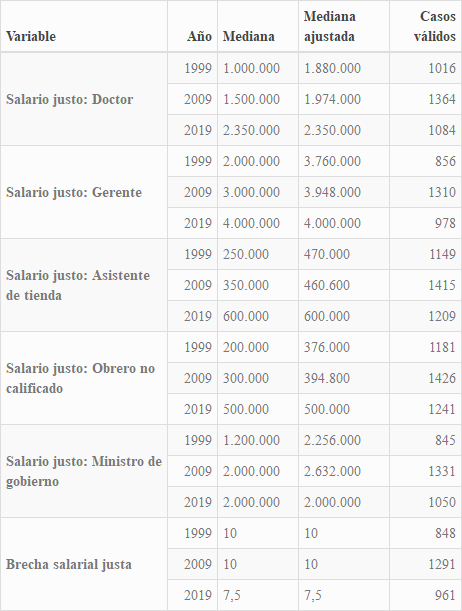 Variable Año Mediana Mediana ajustada Casos válidos
Salario justo: Doctor 1999 1.000.000 1.880.000 1016
2009 1.500.000 1.974.000 1364
2019 2.350.000 2.350.000 1084
Salario justo: Gerente 1999 2.000.000 3.760.000 856
2009 3.000.000 3.948.000 1310
2019 4.000.000 4.000.000 978
Salario justo: Asistente de tienda 1999 250.000 470.000 1149
2009 350.000 460.600 1415
2019 600.000 600.000 1209
Salario justo: Obrero no calificado 1999 200.000 376.000 1181
2009 300.000 394.800 1426
2019 500.000 500.000 1241
Salario justo: Ministro de gobierno 1999 1.200.000 2.256.000 845
2009 2.000.000 2.632.000 1331
2019 2.000.000 2.000.000 1050
Brecha salarial justa 1999 10 10 848
2009 10 10 1291
2019 7,5 7,5 961